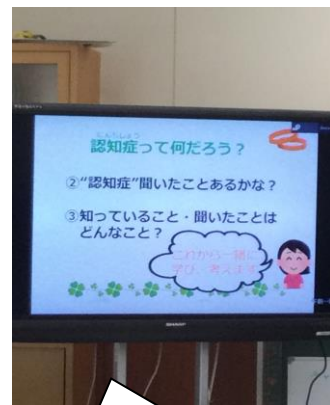 にんちしょう
認知症って何だろう？
②“認知症”聞いたことあるかな？
③知っていること・聞いたことは
どんなこと？
これから一緒に
学び、考えます
SHARP